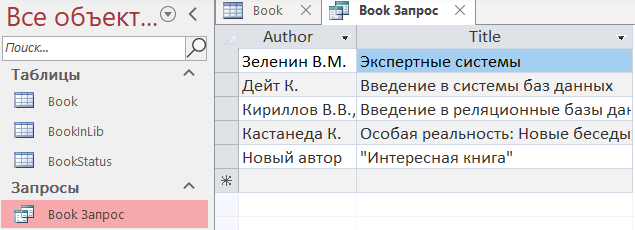 Все объект...
Поиск...
Таблицы
Book
BookInLib
BookStatus
Запросы
Book Запрос
Book
Book Запрос
Author Title
Зеленин В.М. Экспертные системы
Дейт К. Введение в системы баз данных
Кириллов В.В., Введение в реляционные базы дан
Кастанеда К. Особая реальность: Новые беседы
Новый автор "Интересная книга"